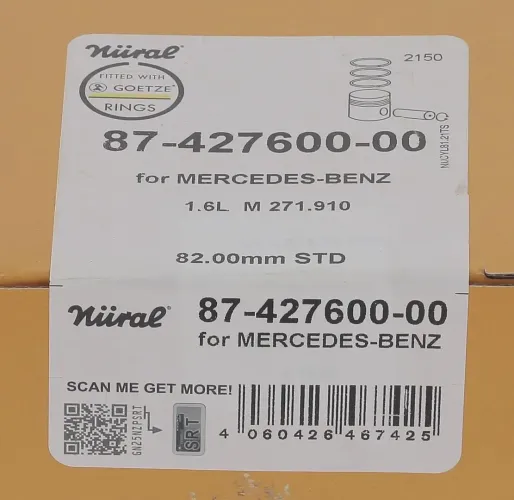 Nüral®
2150
FITTED WITH
GOETZE®
RINGS
87-427600-00
for MERCEDES-BENZ
1.6L M 271.910
82.00mm STD
Nüral® 87-427600-00
for MERCEDES-BENZ
SCAN ME GET MORE!
6N25NZPSRT
SRT
4 060426 467425